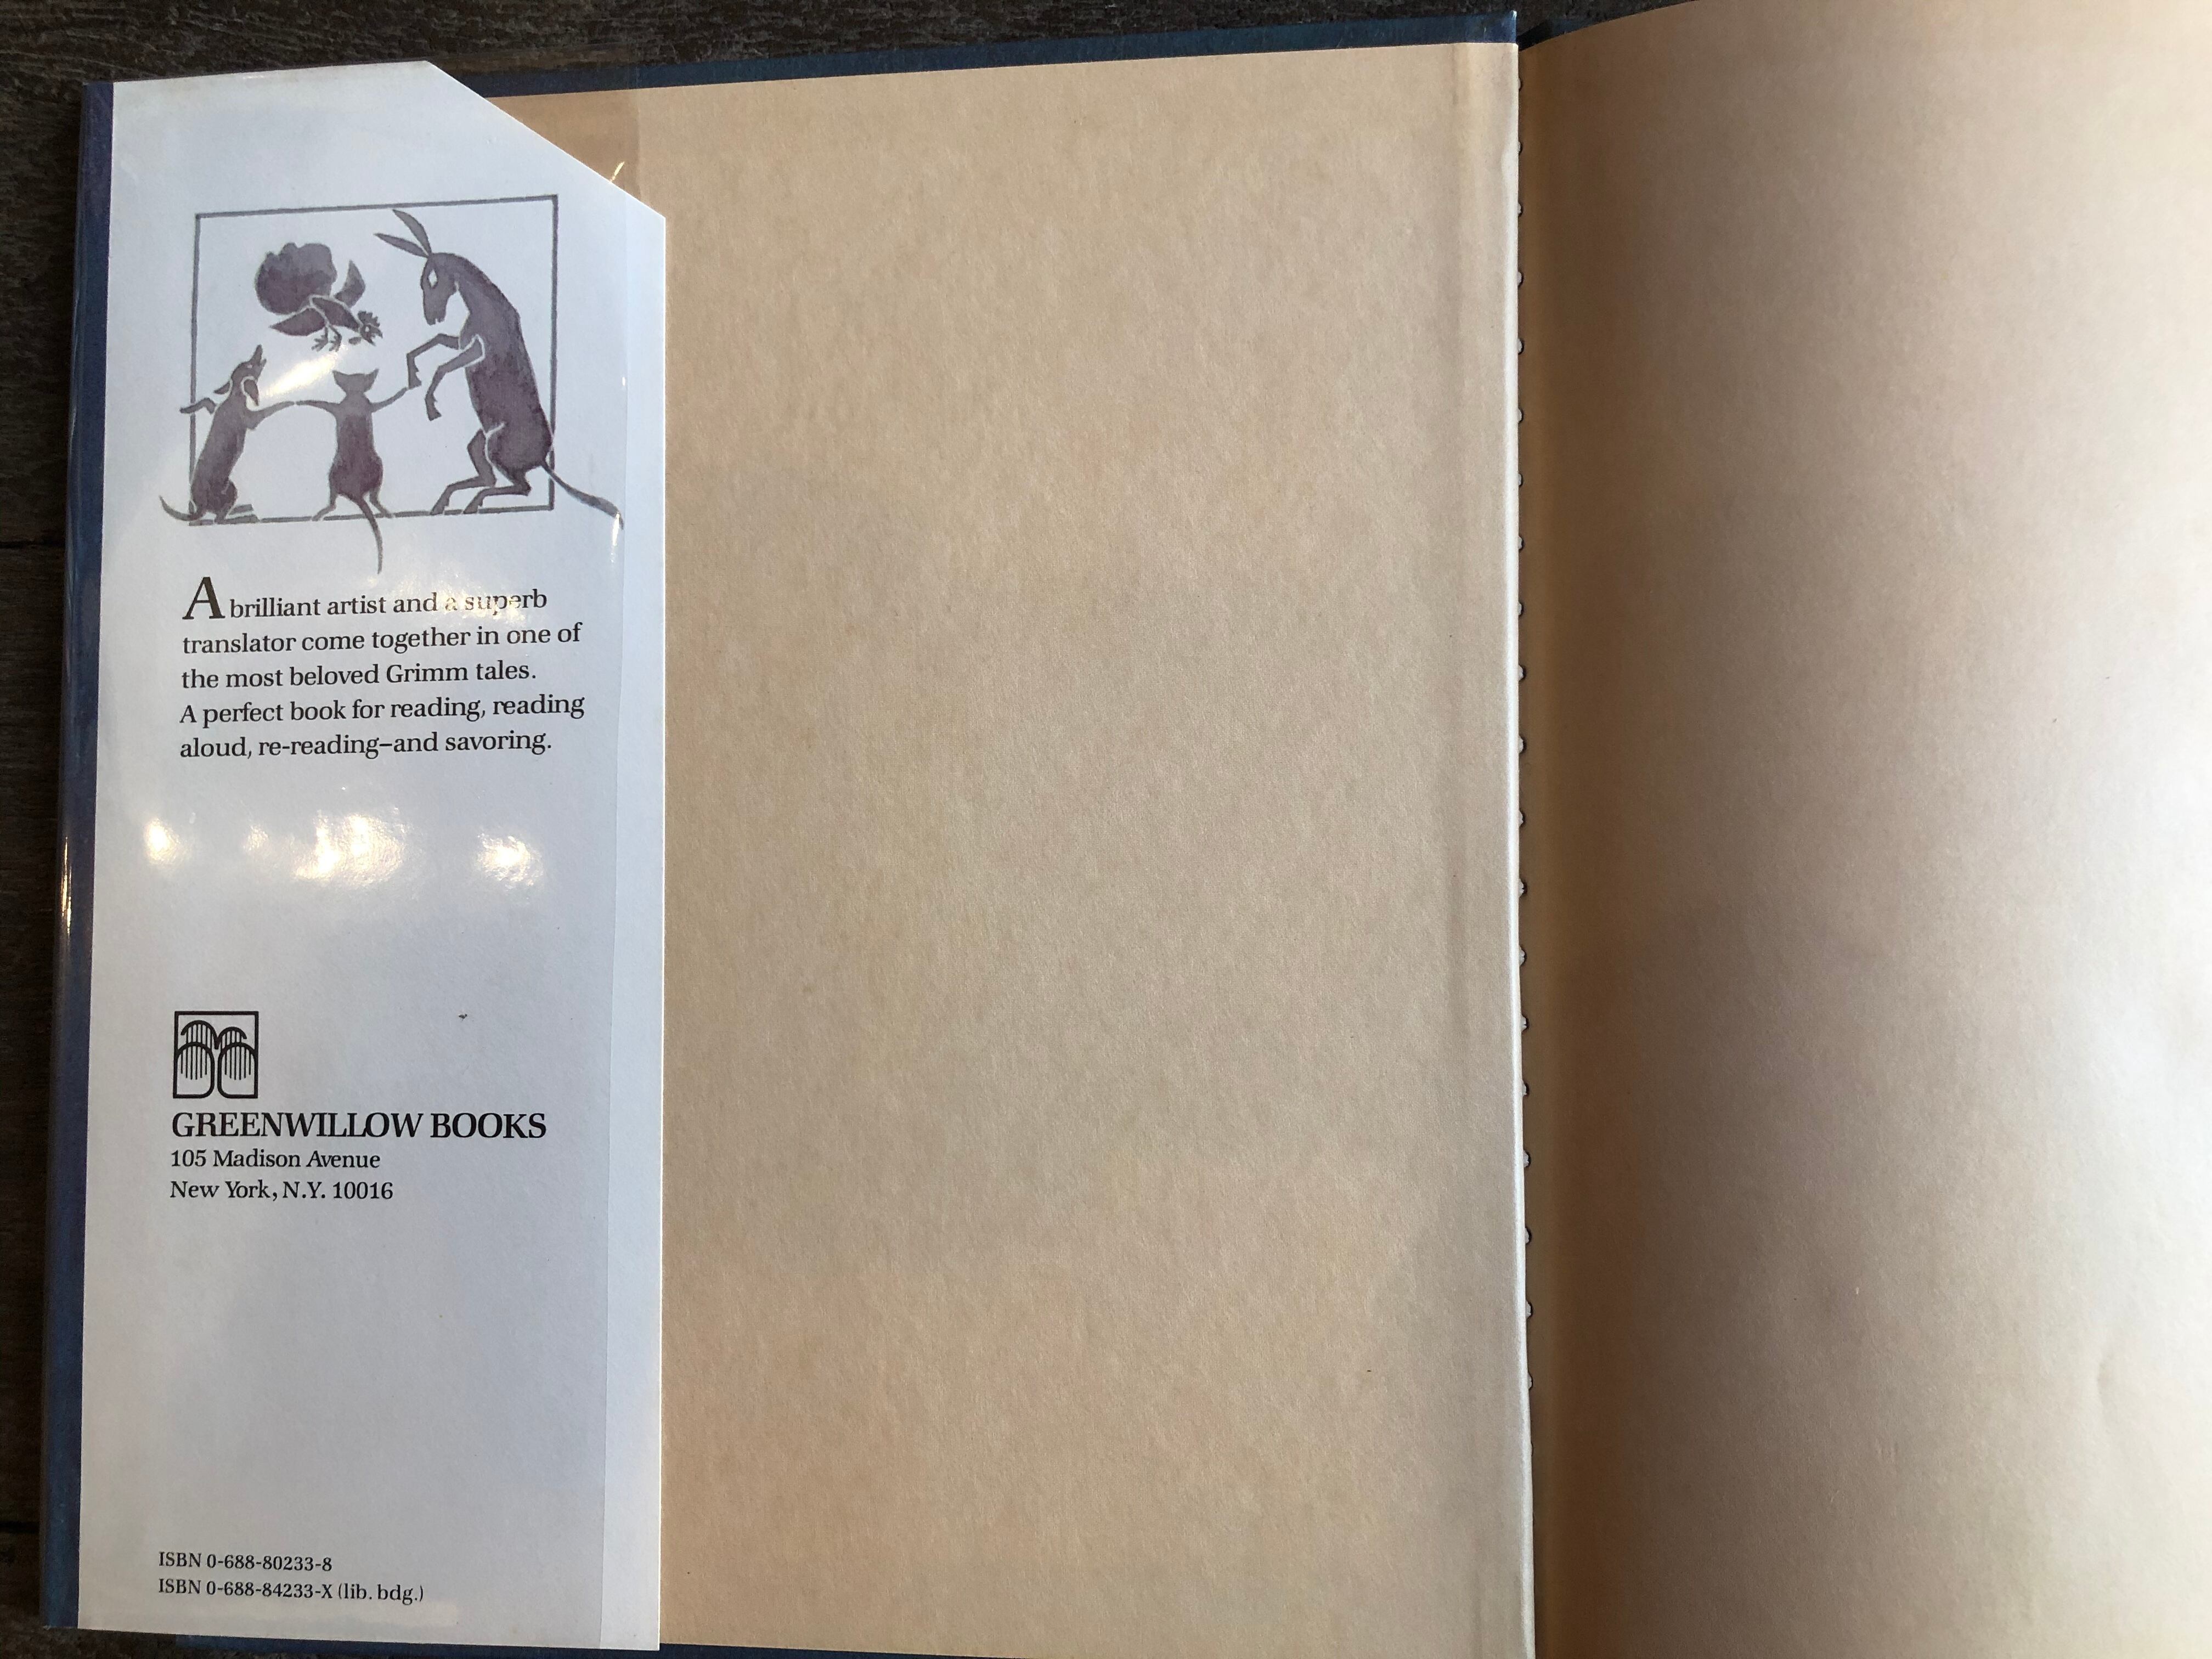 A brilliant artist and a superb
translator come together in one of
the most beloved Grimm tales.
A perfect book for reading, reading
aloud, re-reading–and savoring.
GREENWILLOW BOOKS
105 Madison Avenue
New York, N.Y. 10016
ISBN 0-688-80233-8
ISBN 0-688-84233-X (lib. bdg.)